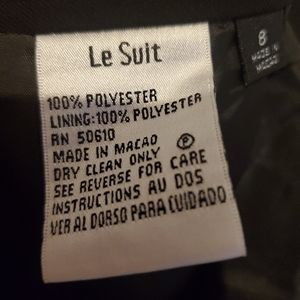 Le Suit
100% POLYESTER
LINING:100% POLYESTER
RN 50610
MADE IN MACAO
DRY CLEAN ONLY Ⓟ
SEE REVERSE FOR CARE
INSTRUCTIONS AU DOS
VER AL DORSO PARA CUIDADO
8
MADE IN
MACAO